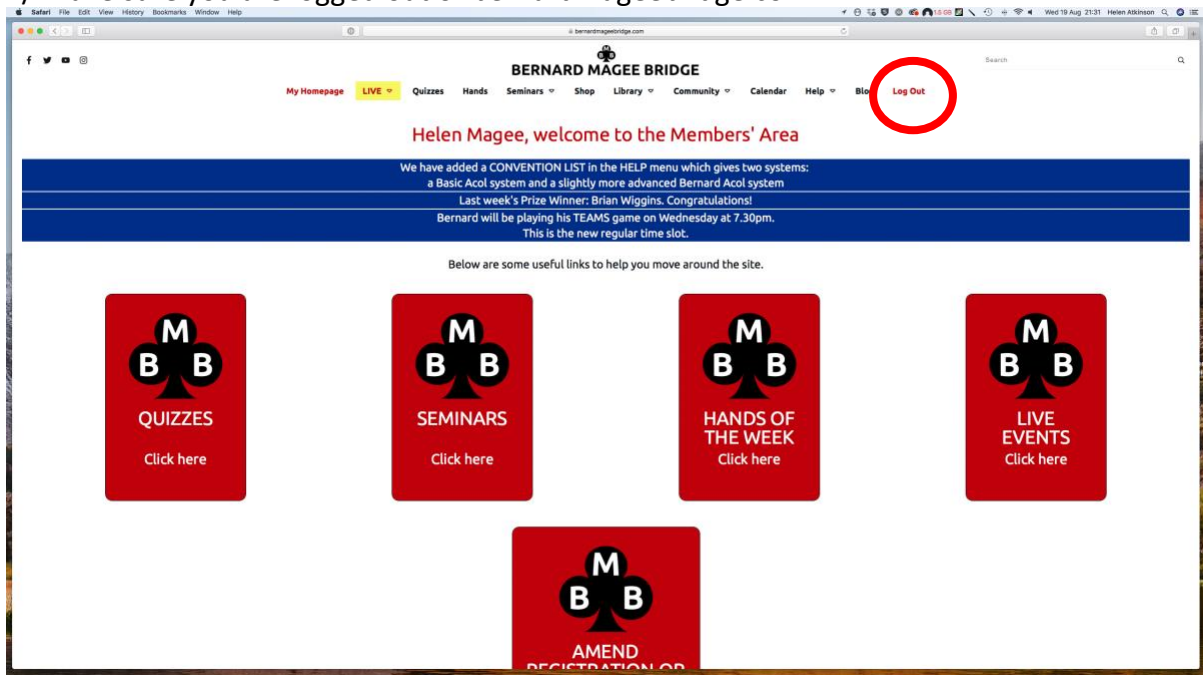 Safari File Edit View History Bookmarks Window Help
1.5 GB Wed 19 Aug 21:31 Helen Atkinson
bernardmageebridge.com
BERNARD MAGEE BRIDGE
Search
My Homepage LIVE Quizzes Hands Seminars Shop Library Community Calendar Help Blo Log Out
Helen Magee, welcome to the Members' Area
We have added a CONVENTION LIST in the HELP menu which gives two systems:
a Basic Acol system and a slightly more advanced Bernard Acol system
Last week's Prize Winner: Brian Wiggins. Congratulations!
Bernard will be playing his TEAMS game on Wednesday at 7.30pm.
This is the new regular time slot.
Below are some useful links to help you move around the site.
M
B B
QUIZZES
Click here
M
B B
SEMINARS
Click here
M
B B
HANDS OF
THE WEEK
Click here
M
B B
LIVE
EVENTS
Click here
M
B B
AMEND
REGISTRATION OR